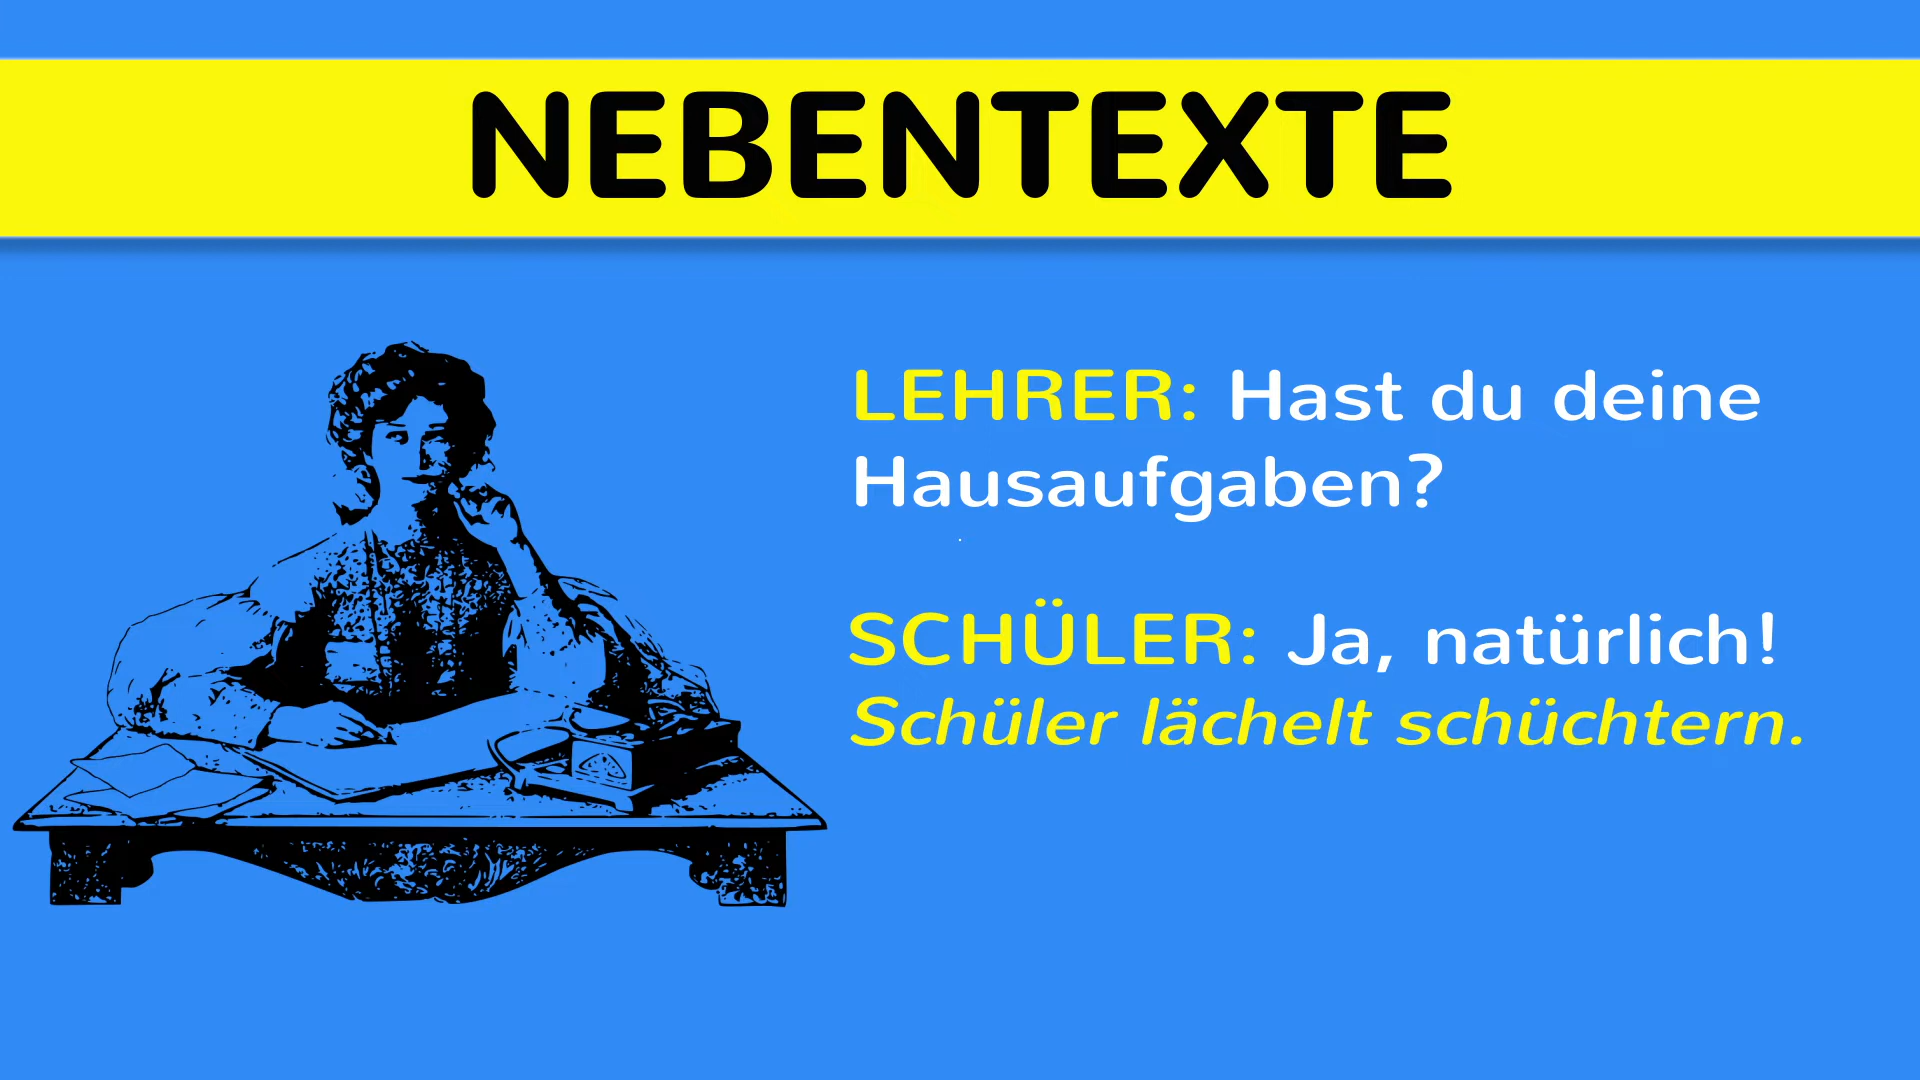 NEBENTEXTE
LEHRER: Hast du deine
Hausaufgaben?
SCHÜLER: Ja, natürlich!
Schüler lächelt schüchtern.